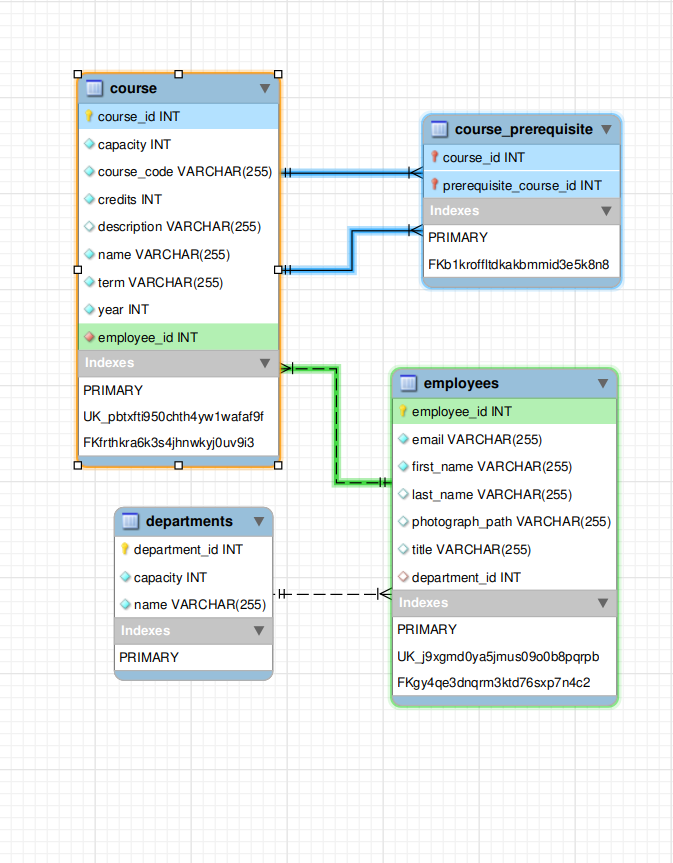 course
course_id INT
capacity INT
course_code VARCHAR(255)
credits INT
description VARCHAR(255)
name VARCHAR(255)
term VARCHAR(255)
year INT
employee_id INT
Indexes
PRIMARY
UK_pbtxfti950chth4yw1wafaf9f
FKfrthkra6k3s4jhnwkyj0uv9i3
course_prerequisite
course_id INT
prerequisite_course_id INT
Indexes
PRIMARY
FKb1kroffltdkakbmmid3e5k8n8
employees
employee_id INT
email VARCHAR(255)
first_name VARCHAR(255)
last_name VARCHAR(255)
photograph_path VARCHAR(255)
title VARCHAR(255)
department_id INT
Indexes
PRIMARY
UK_j9xgmd0ya5jmus09o0b8pqrpb
FKgy4qe3dnqrm3ktd76sxp7n4c2
departments
department_id INT
capacity INT
name VARCHAR(255)
Indexes
PRIMARY